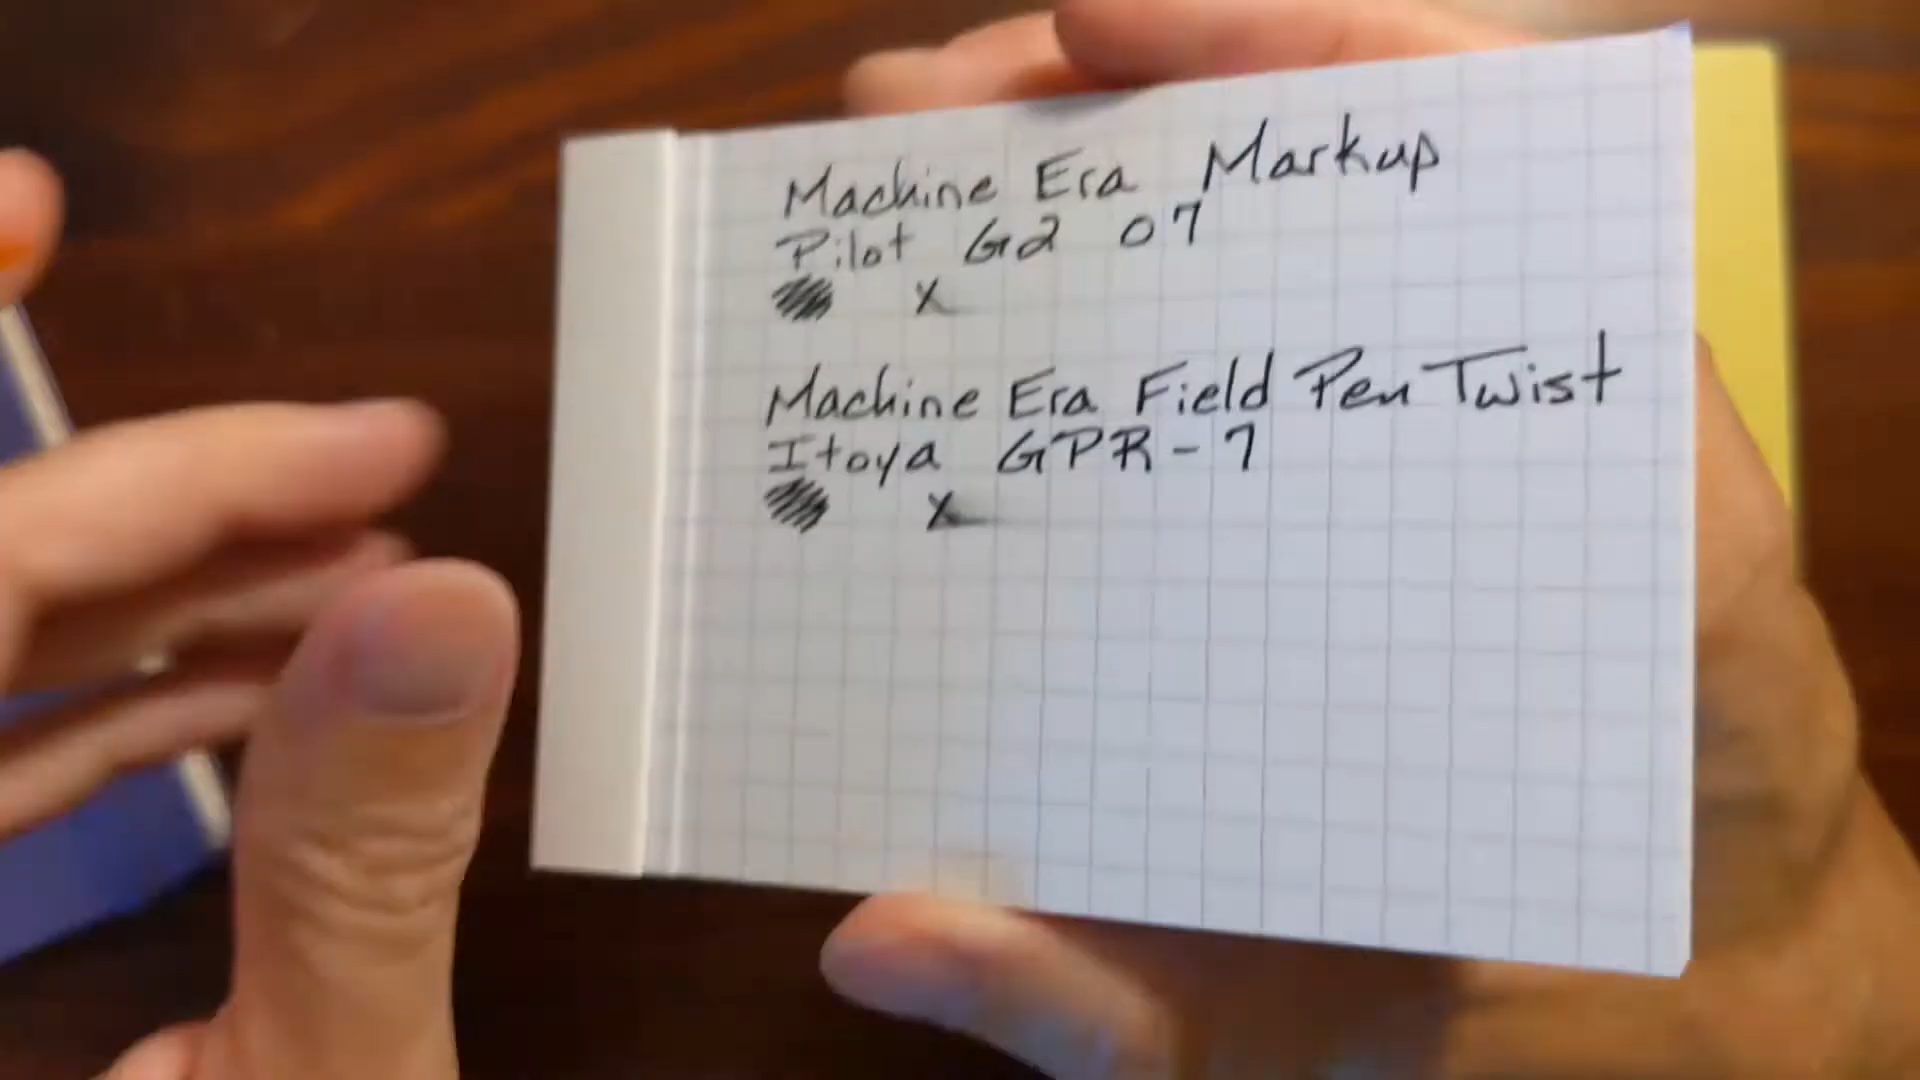 Machine Era Markup
Pilot G2 07
X
Machine Era Field Pen Twist
Itoya GPR-7
X